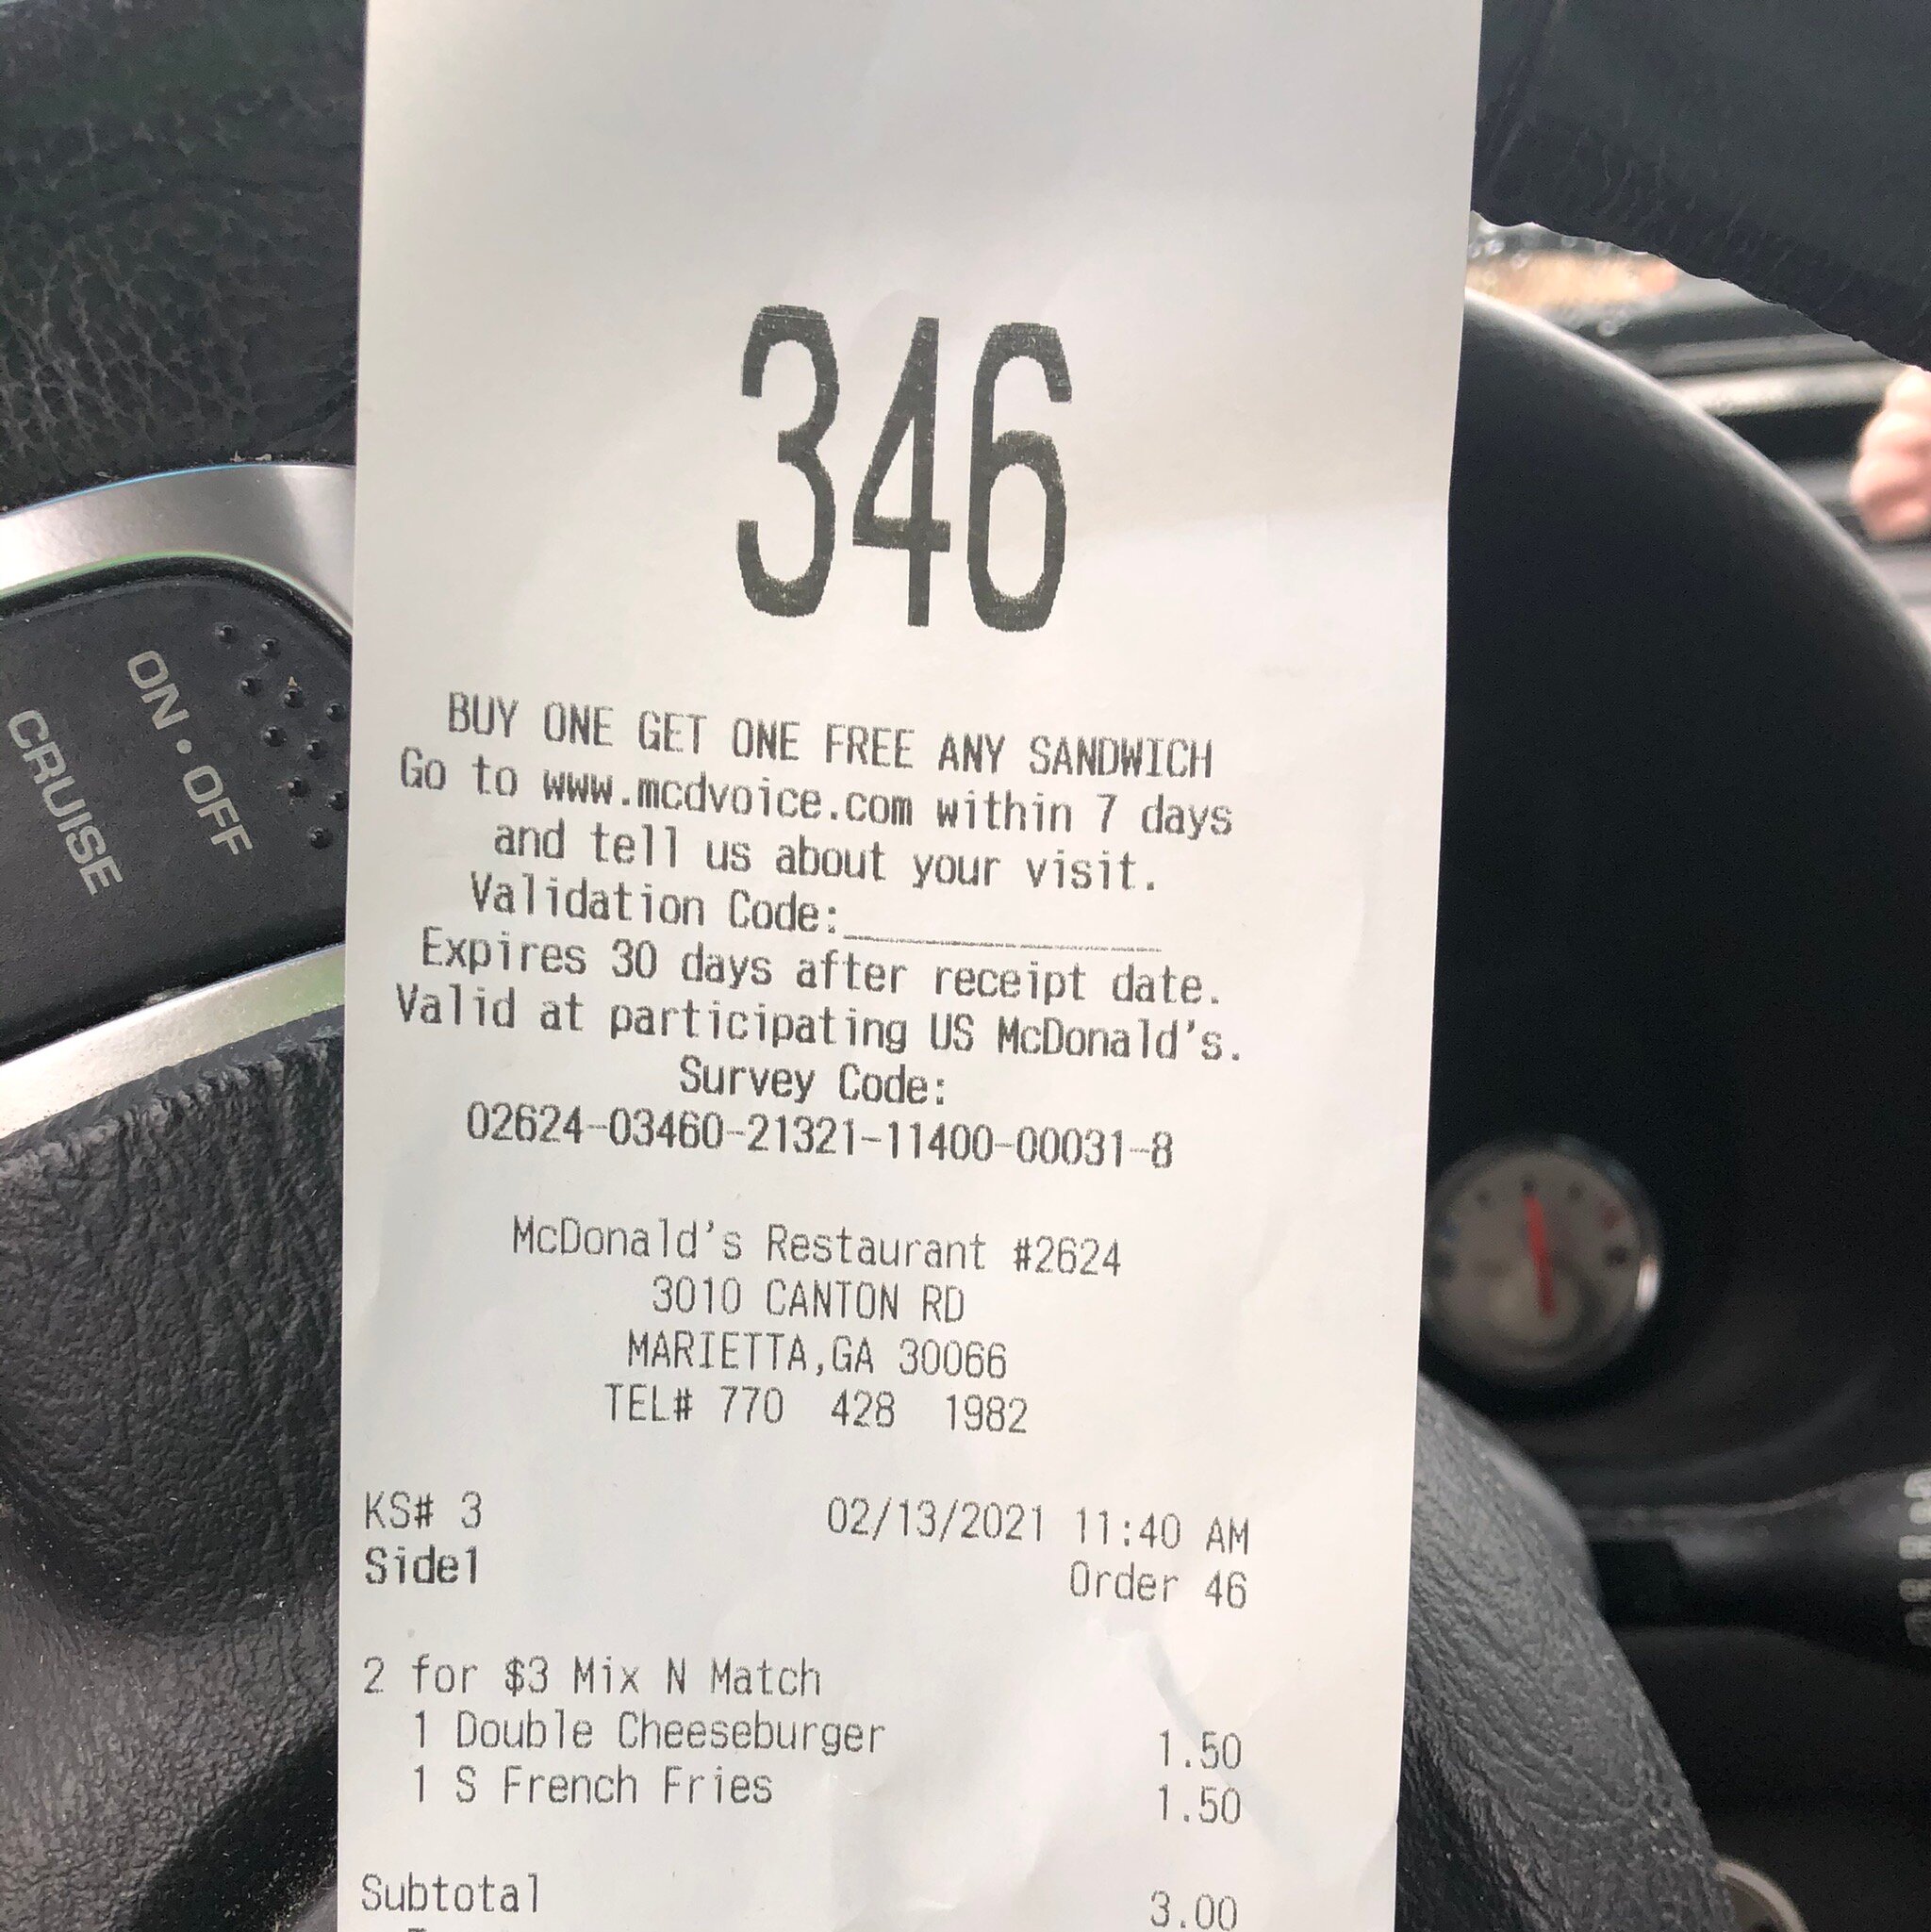 346
BUY ONE GET ONE FREE ANY SANDWICH
Go to www.mcdvoice.com within 7 days
and tell us about your visit.
Validation Code:
Expires 30 days after receipt date.
Valid at participating US McDonald's.
Survey Code:
02624-03460-21321-11400-00031-8
McDonald's Restaurant #2624
3010 CANTON RD
MARIETTA,GA 30066
TEL# 770 428 1982
KS# 3 02/13/2021 11:40 AM
Side1 Order 46
2 for $3 Mix N Match
1 Double Cheeseburger 1.50
1 S French Fries 1.50
Subtotal 3.00
ON • OFF
CRUISE